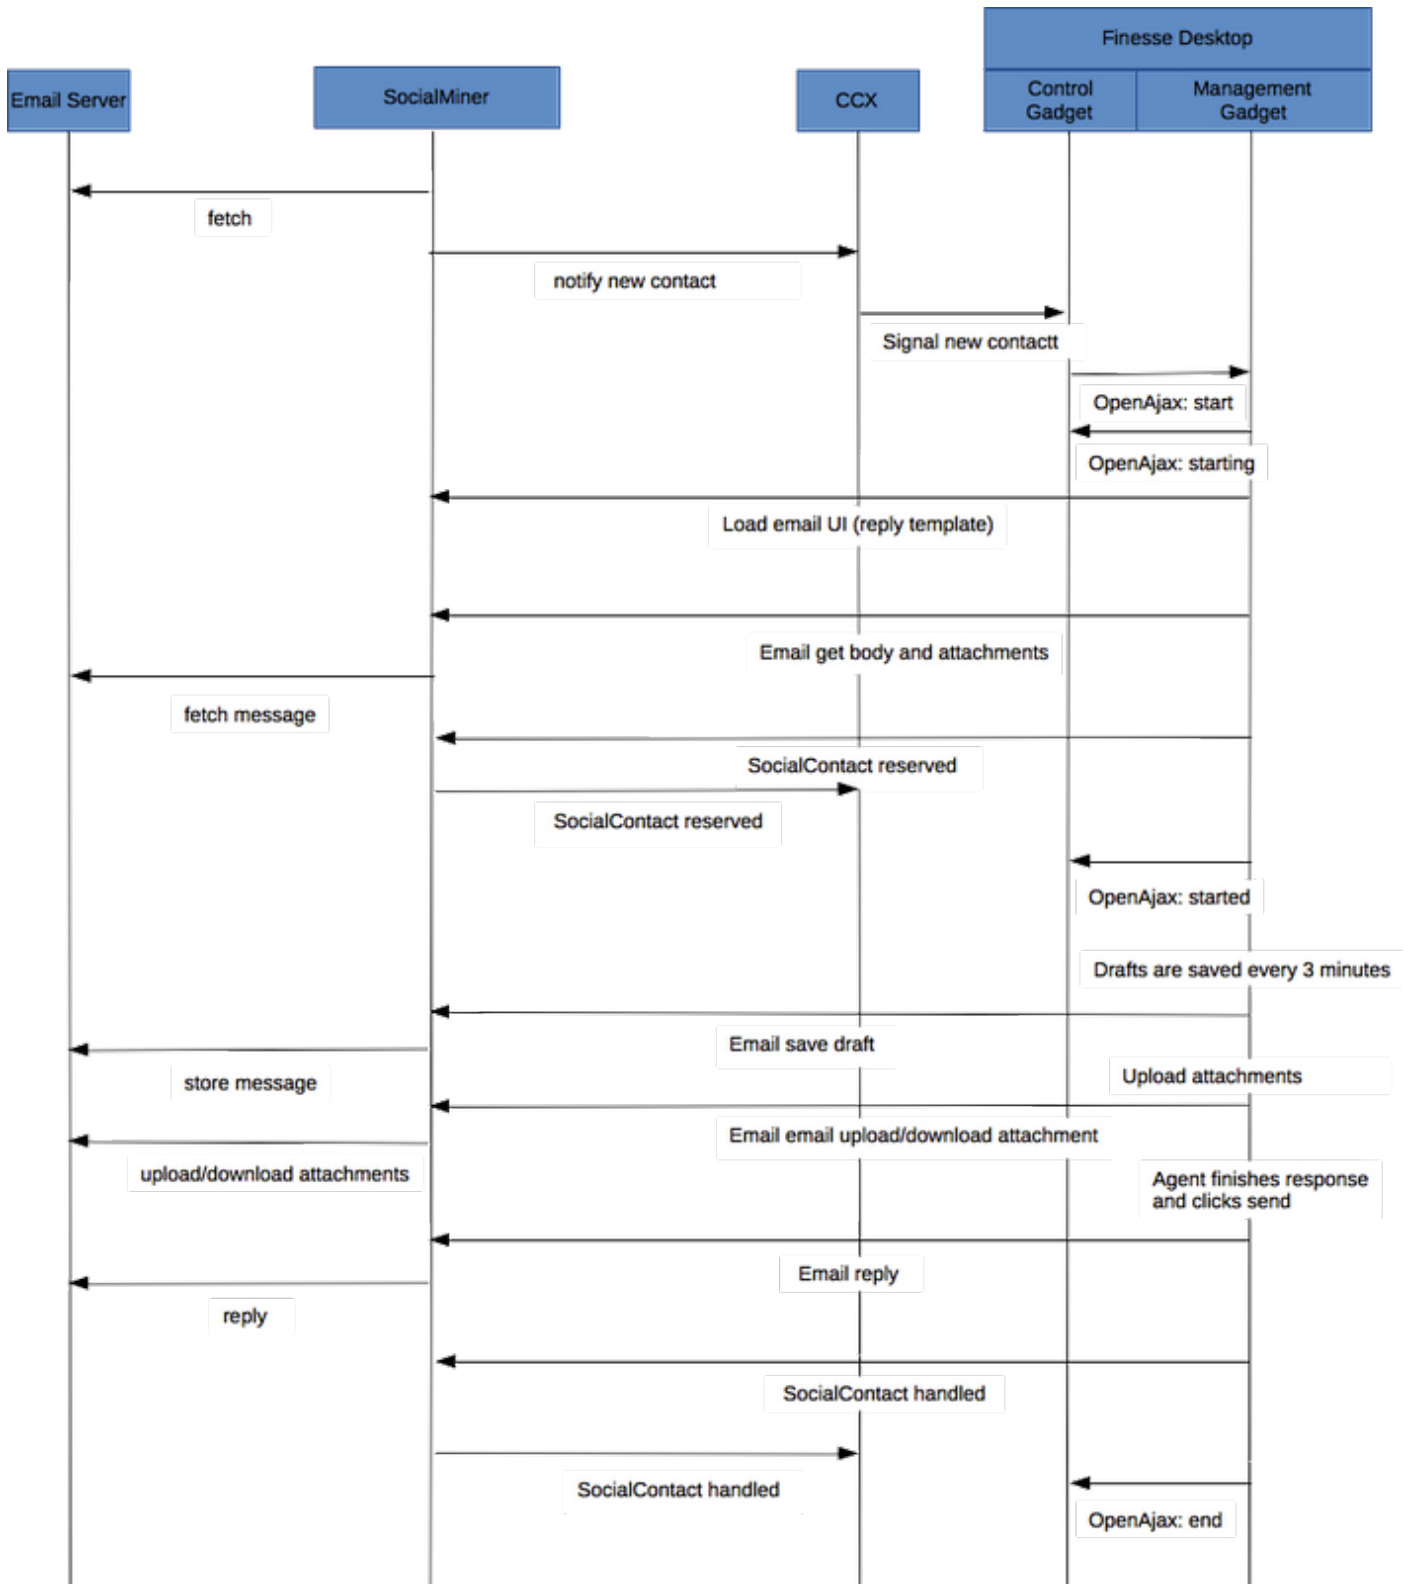 Finesse Desktop
Email Server
SocialMiner
CCX
Control
Gadget
Management
Gadget
fetch
notify new contact
Signal new contactt
OpenAjax: start
OpenAjax: starting
Load email UI (reply template)
Email get body and attachments
fetch message
SocialContact reserved
SocialContact reserved
OpenAjax: started
Drafts are saved every 3 minutes
Email save draft
store message
Upload attachments
Email email upload/download attachment
upload/download attachments
Agent finishes response
and clicks send
Email reply
reply
SocialContact handled
SocialContact handled
OpenAjax: end